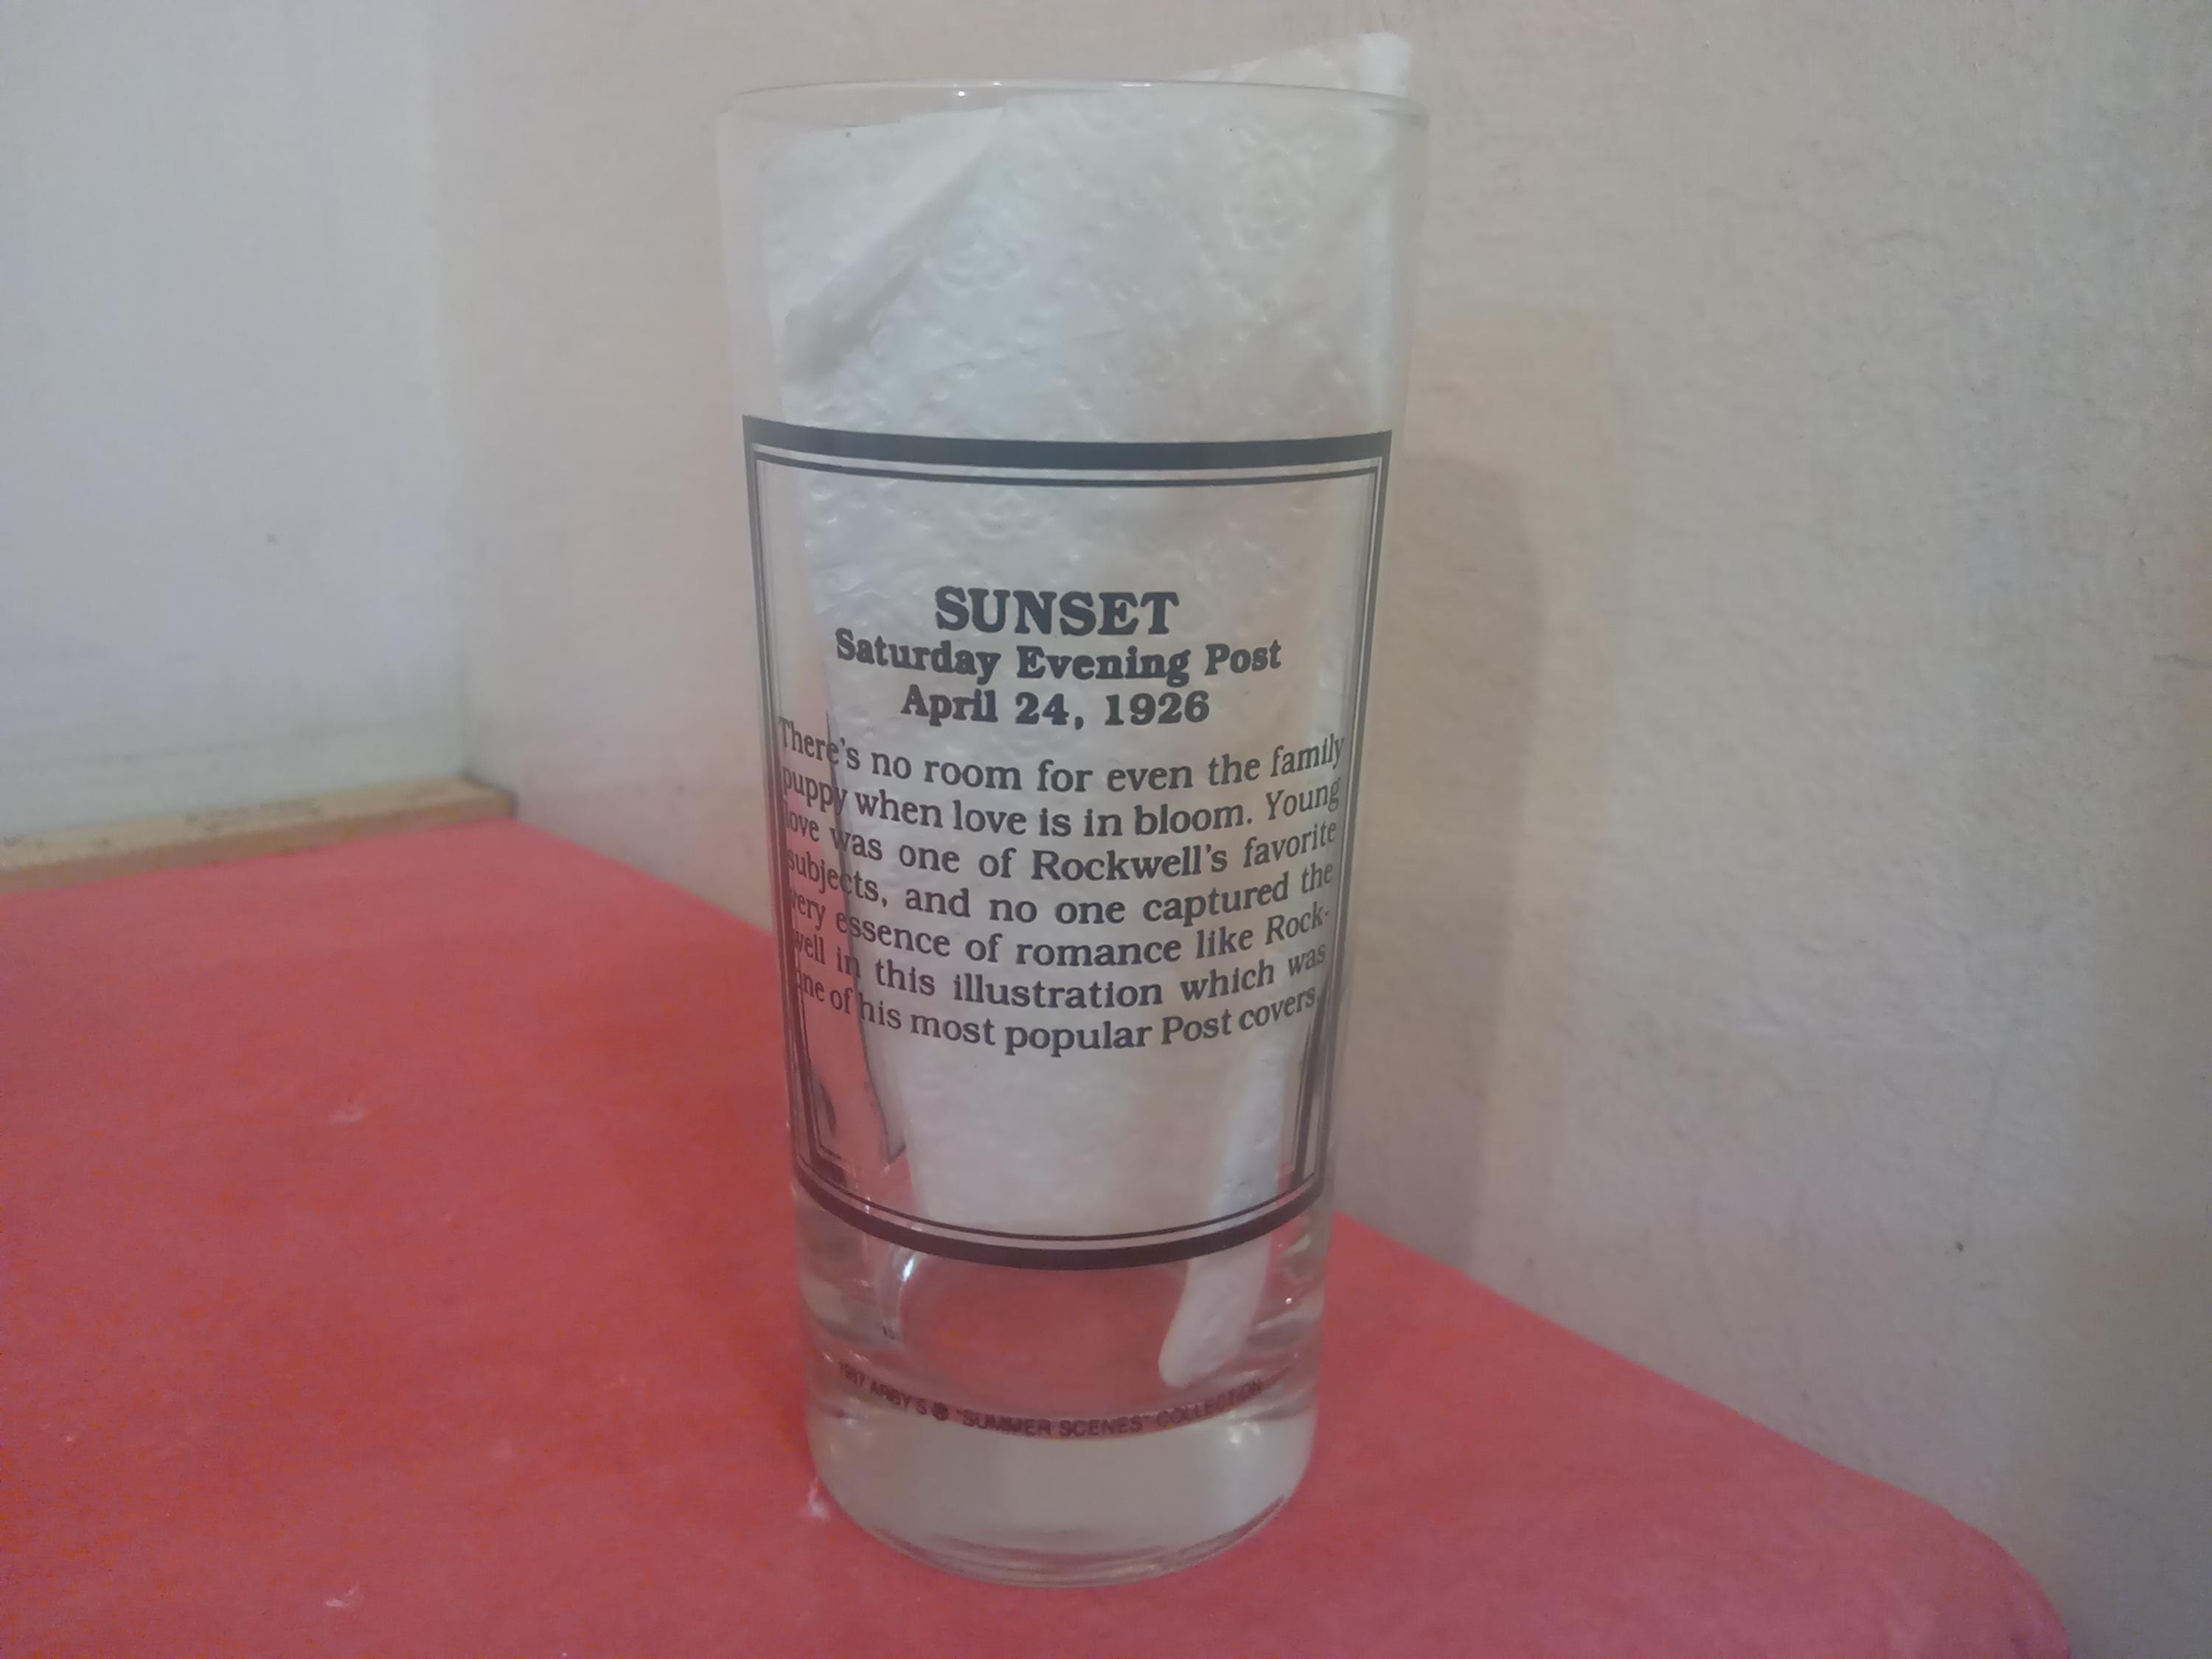 SUNSET
Saturday Evening Post
April 24, 1926
There's no room for even the family
puppy when love is in bloom. Young
love was one of Rockwell's favorite
subjects, and no one captured the
very essence of romance like Rock-
well in this illustration which was
one of his most popular Post covers.
1987 ARBY'S ® "SUMMER SCENES" COLLECTION